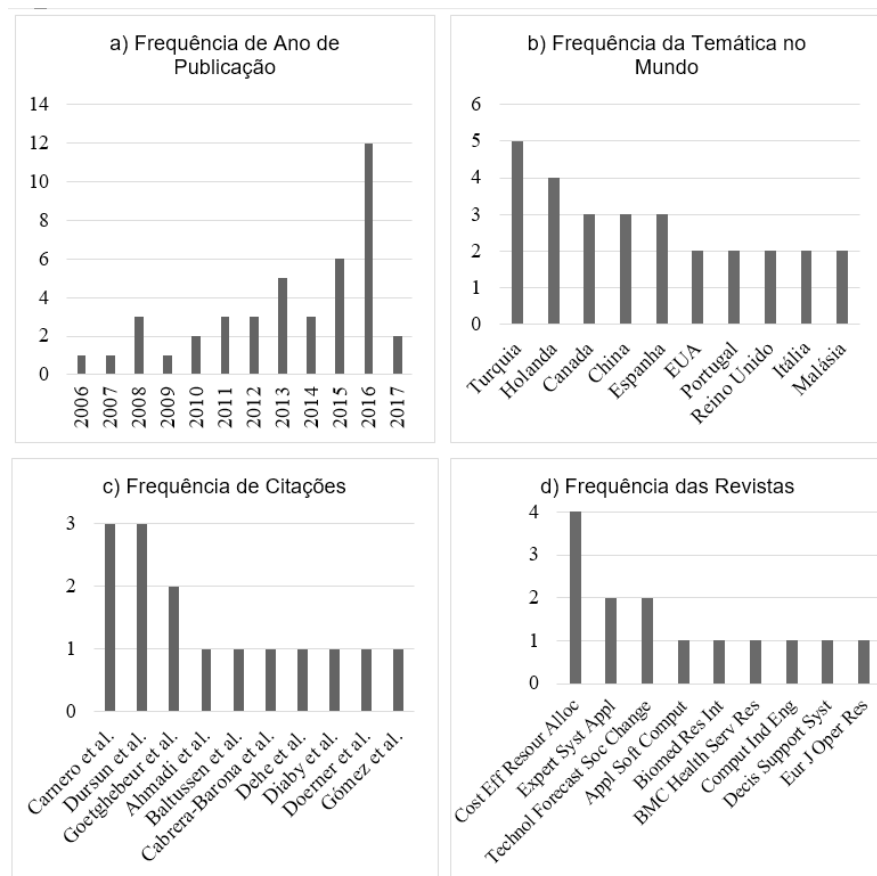 a) Frequência de Ano de
Publicação
14
12
10
8
6
4
2
0
2006
2007
2008
2009
2010
2011
2012
2013
2014
2015
2016
2017
b) Frequência da Temática no
Mundo
6
5
4
3
2
1
0
Turquia
Holanda
Canada
China
Espanha
EUA
Portugal
Reino Unido
Itália
Malásia
c) Frequência de Citações
3
2
1
0
Carnero et al.
Dursun et al.
Goetghebeur et al.
Ahmadi et al.
Baltussen et al.
Cabrera-Barona et al.
Dehe et al.
Diaby et al.
Doerner et al.
Gómez et al.
d) Frequência das Revistas
4
3
2
1
0
Cost Eff Resour Alloc
Expert Syst Appl
Technol Forecast Soc Change
Appl Soft Comput
Biomed Res Int
BMC Health Serv Res
Comput Ind Eng
Decis Support Syst
Eur J Oper Res